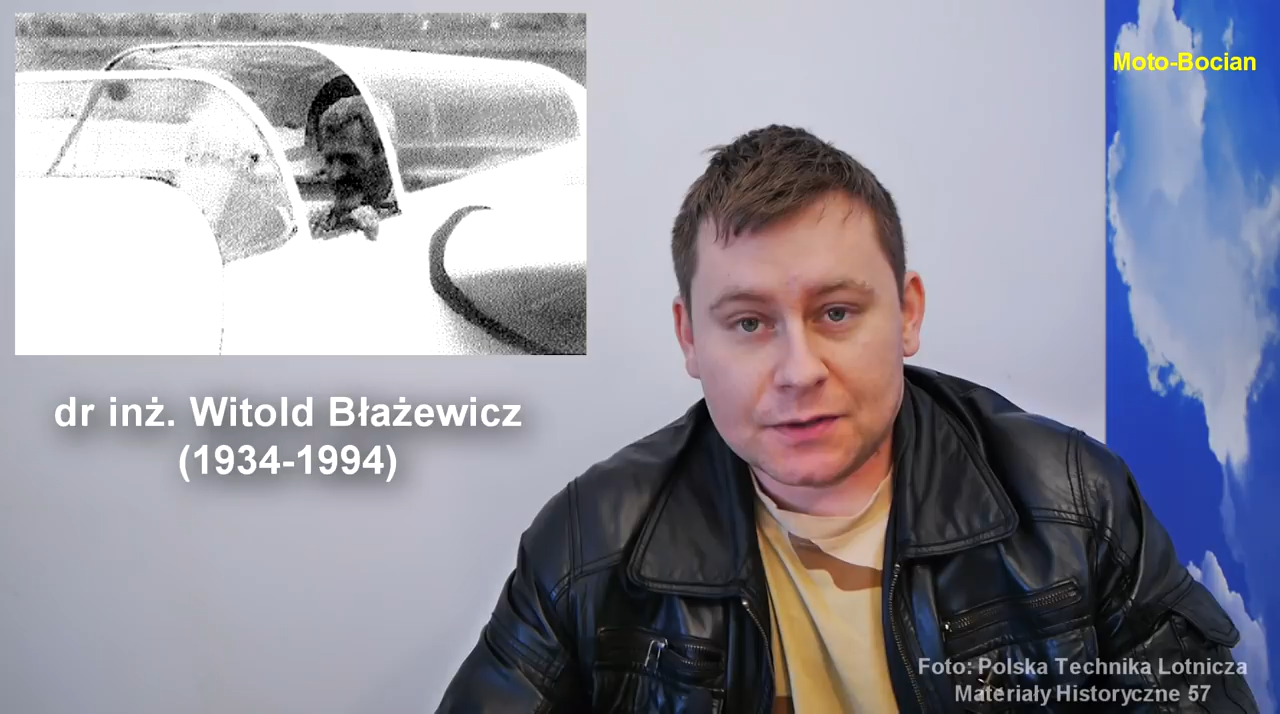 Moto-Bocian
dr inż. Witold Błażewicz
(1934-1994)
Foto: Polska Technika Lotnicza
Materiały Historyczne 57